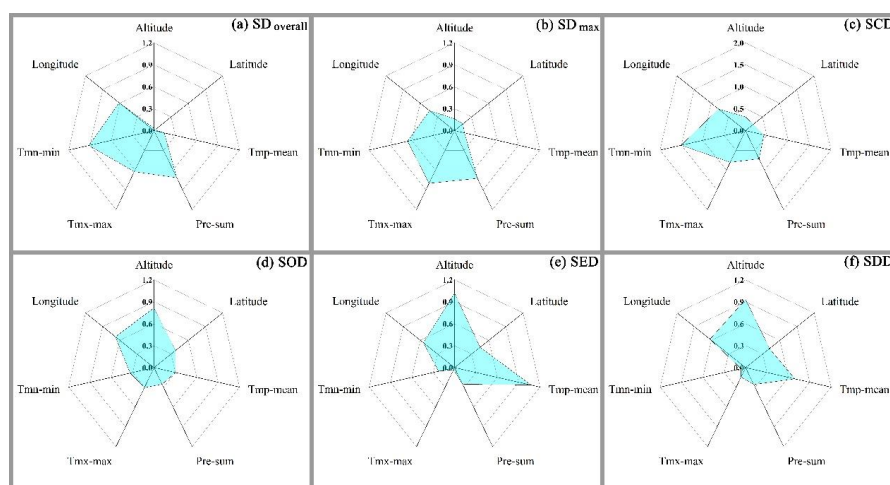 (a) SD overall
Altitude
1.2
0.9
0.6
0.3
0.0
Longitude
Latitude
Tmn-min
Tmp-mean
Tmx-max
Pre-sum
(b) SD max
Altitude
1.2
0.9
0.6
0.3
0.0
Longitude
Latitude
Tmn-min
Tmp-mean
Tmx-max
Pre-sum
(c) SCD
Altitude
2.0
1.5
1.0
0.5
0.0
Longitude
Latitude
Tmn-min
Tmp-mean
Tmx-max
Pre-sum
(d) SOD
Altitude
1.2
0.9
0.6
0.3
0.0
Longitude
Latitude
Tmn-min
Tmp-mean
Tmx-max
Pre-sum
(e) SED
Altitude
1.2
0.9
0.6
0.3
0.0
Longitude
Latitude
Tmn-min
Tmp-mean
Tmx-max
Pre-sum
(f) SDD
Altitude
1.2
0.9
0.6
0.3
0.0
Longitude
Latitude
Tmn-min
Tmp-mean
Tmx-max
Pre-sum